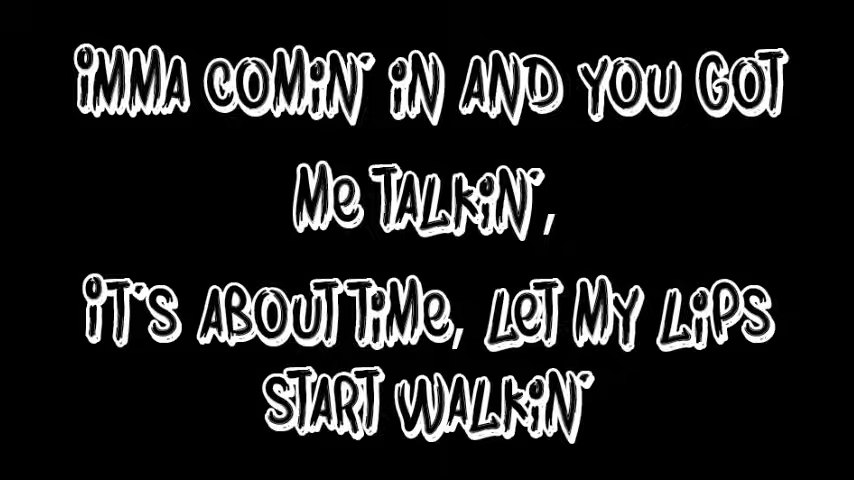 IMMA COMIN' IN AND YOU GOT
ME TALKIN',
IT'S ABOUT TIME, LET MY LIPS
START WALKIN'